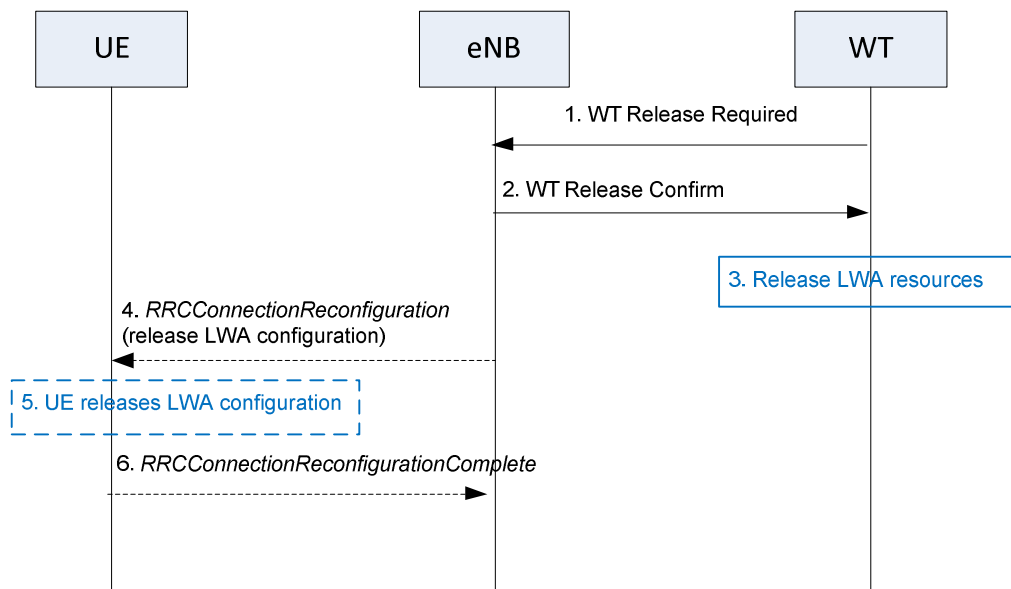 UE
eNB
WT
1. WT Release Required
2. WT Release Confirm
3. Release LWA resources
4. RRCConnectionReconfiguration
(release LWA configuration)
5. UE releases LWA configuration
6. RRCConnectionReconfigurationComplete